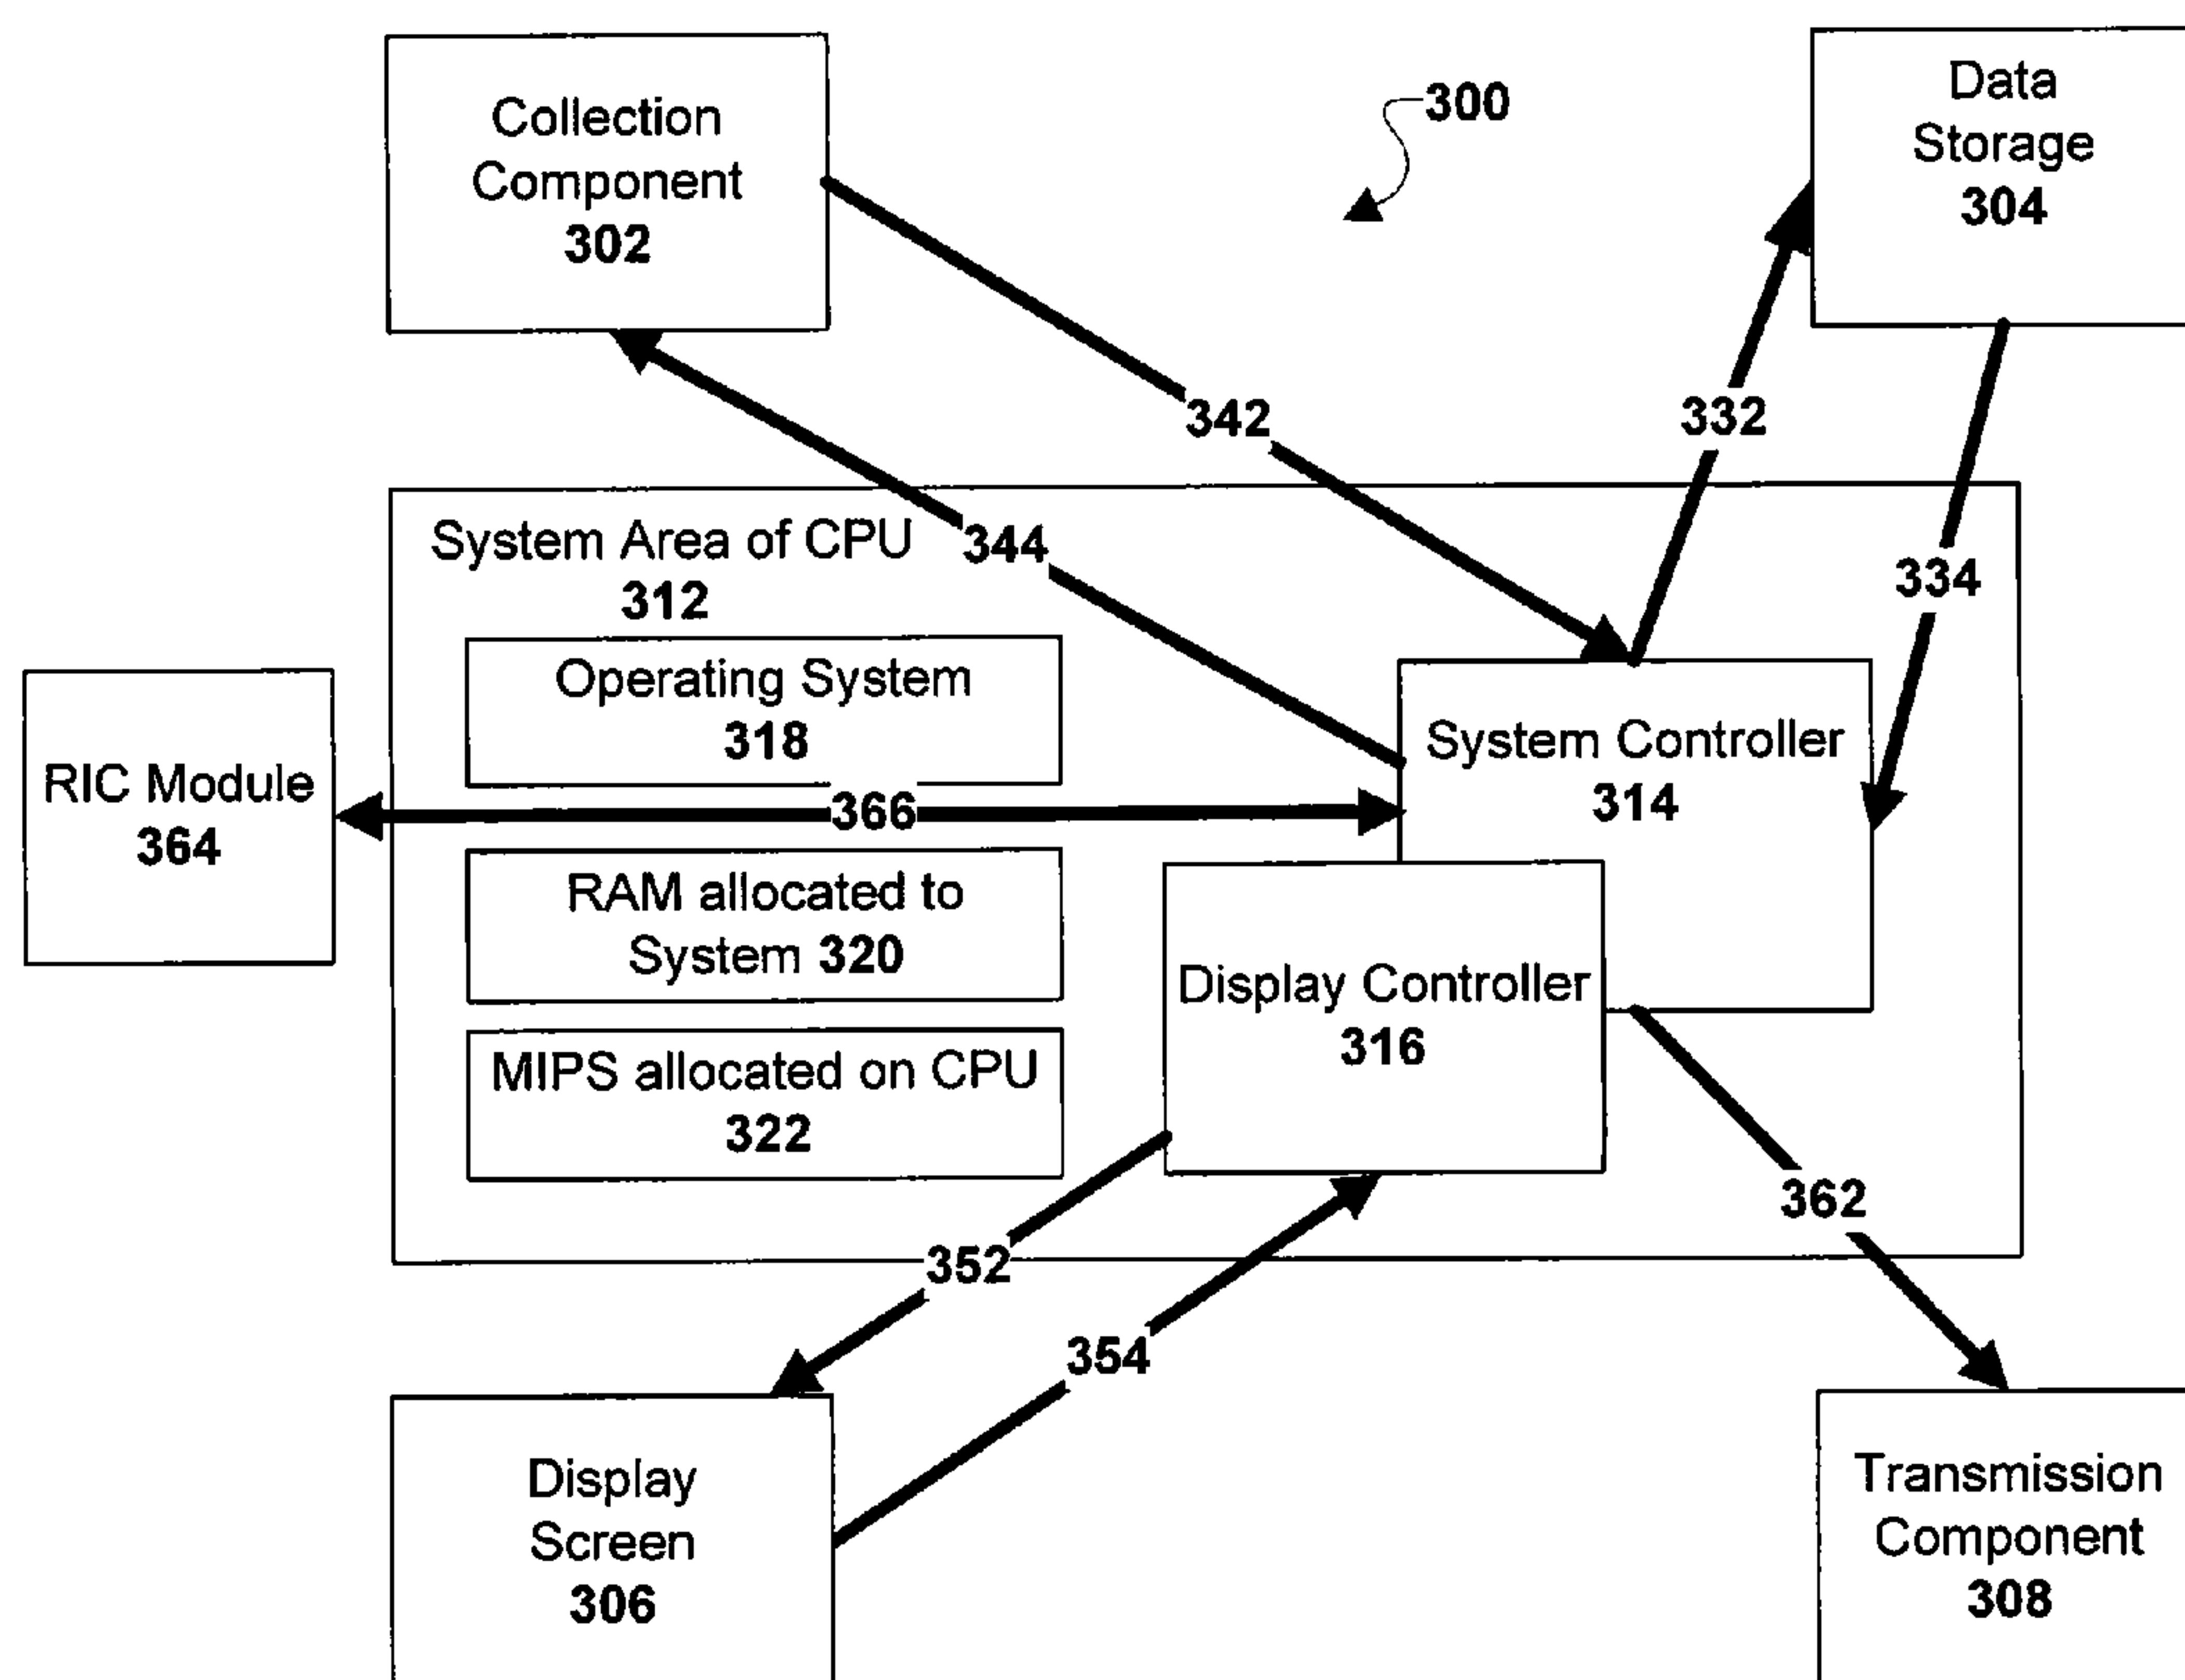 Collection
Component
302
300
Data
Storage
304
342
332
System Area of CPU
312
344
334
Operating System
318
System Controller
314
RIC Module
364
366
RAM allocated to
System 320
Display Controller
316
MIPS allocated on CPU
322
362
352
354
Display
Screen
306
Transmission
Component
308